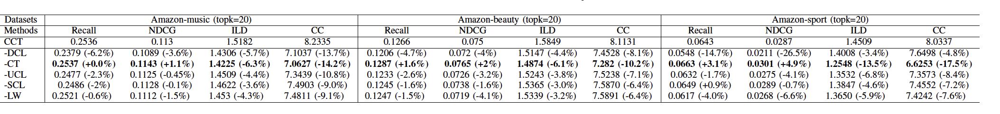 Datasets Amazon-music (topk=20) Amazon-beauty (topk=20) Amazon-sport (topk=20)
Methods Recall NDCG ILD CC Recall NDCG ILD CC Recall NDCG ILD CC
CCT 0.2536 0.113 1.5182 8.2335 0.1266 0.075 1.5849 8.1131 0.0643 0.0287 1.4509 8.0337
-DCL 0.2379 (-6.2%) 0.1089 (-3.6%) 1.4306 (-5.7%) 7.1037 (-13.7%) 0.1206 (-4.7%) 0.072 (-4%) 1.5147 (-4.4%) 7.4528 (-8.1%) 0.0548 (-14.7%) 0.0211 (-26.5%) 1.4008 (-3.4%) 7.6498 (-4.8%)
-CT 0.2537 (+0.0%) 0.1143 (+1.1%) 1.4225 (-6.3%) 7.0627 (-14.2%) 0.1287 (+1.6%) 0.0765 (+2%) 1.4874 (-6.1%) 7.282 (-10.2%) 0.0663 (+3.1%) 0.0301 (+4.9%) 1.2548 (-13.5%) 6.6253 (-17.5%)
-UCL 0.2477 (-2.3%) 0.1125 (-0.45%) 1.4509 (-4.4%) 7.3439 (-10.8%) 0.1233 (-2.6%) 0.0726 (-3.2%) 1.5243 (-3.8%) 7.5238 (-7.1%) 0.0632 (-1.7%) 0.0275 (-4.1%) 1.3532 (-6.8%) 7.3573 (-8.4%)
-SCL 0.2486 (-2%) 0.1128 (-0.1%) 1.4622 (-3.6%) 7.4903 (-9.0%) 0.1245 (-1.6%) 0.0738 (-1.6%) 1.5365 (-3.0%) 7.5870 (-6.4%) 0.0649 (+0.9%) 0.0289 (-0.7%) 1.3847 (-4.6%) 7.4552 (-7.2%)
-LW 0.2521 (-0.6%) 0.1112 (-1.5%) 1.453 (-4.3%) 7.4811 (-9.1%) 0.1247 (-1.5%) 0.0719 (-4.1%) 1.5339 (-3.2%) 7.5891 (-6.4%) 0.0617 (-4.0%) 0.0268 (-6.6%) 1.3650 (-5.9%) 7.4242 (-7.6%)